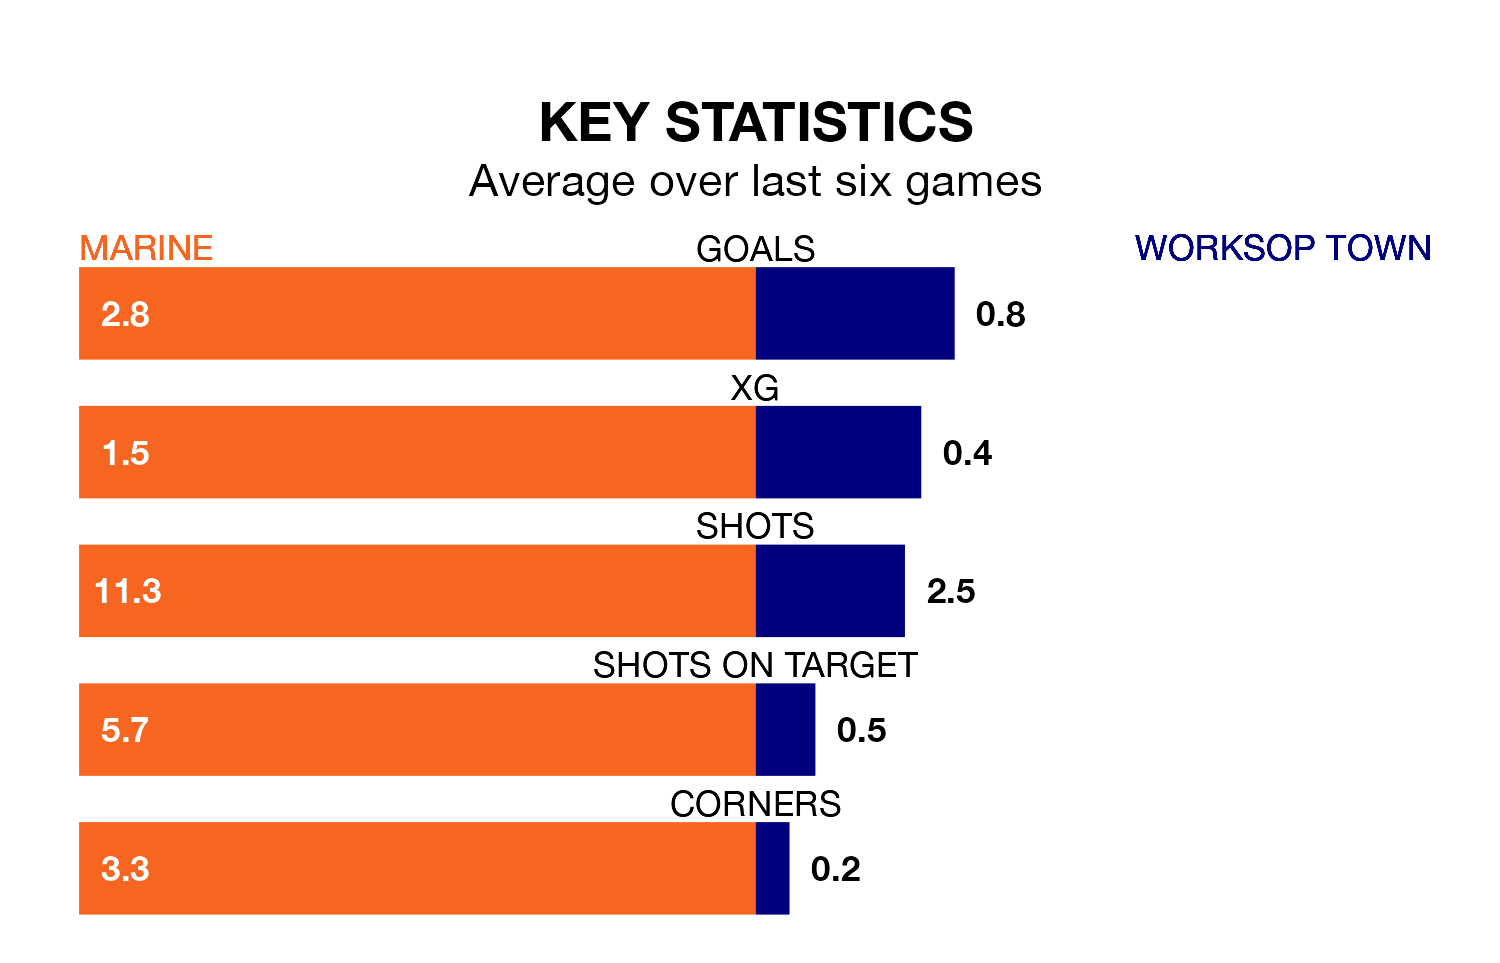 KEY STATISTICS
Average over last six games
MARINE GOALS WORKSOP TOWN
2.8 0.8
XG
1.5 0.4
SHOTS
11.3 2.5
SHOTS ON TARGET
5.7 0.5
CORNERS
3.3 0.2